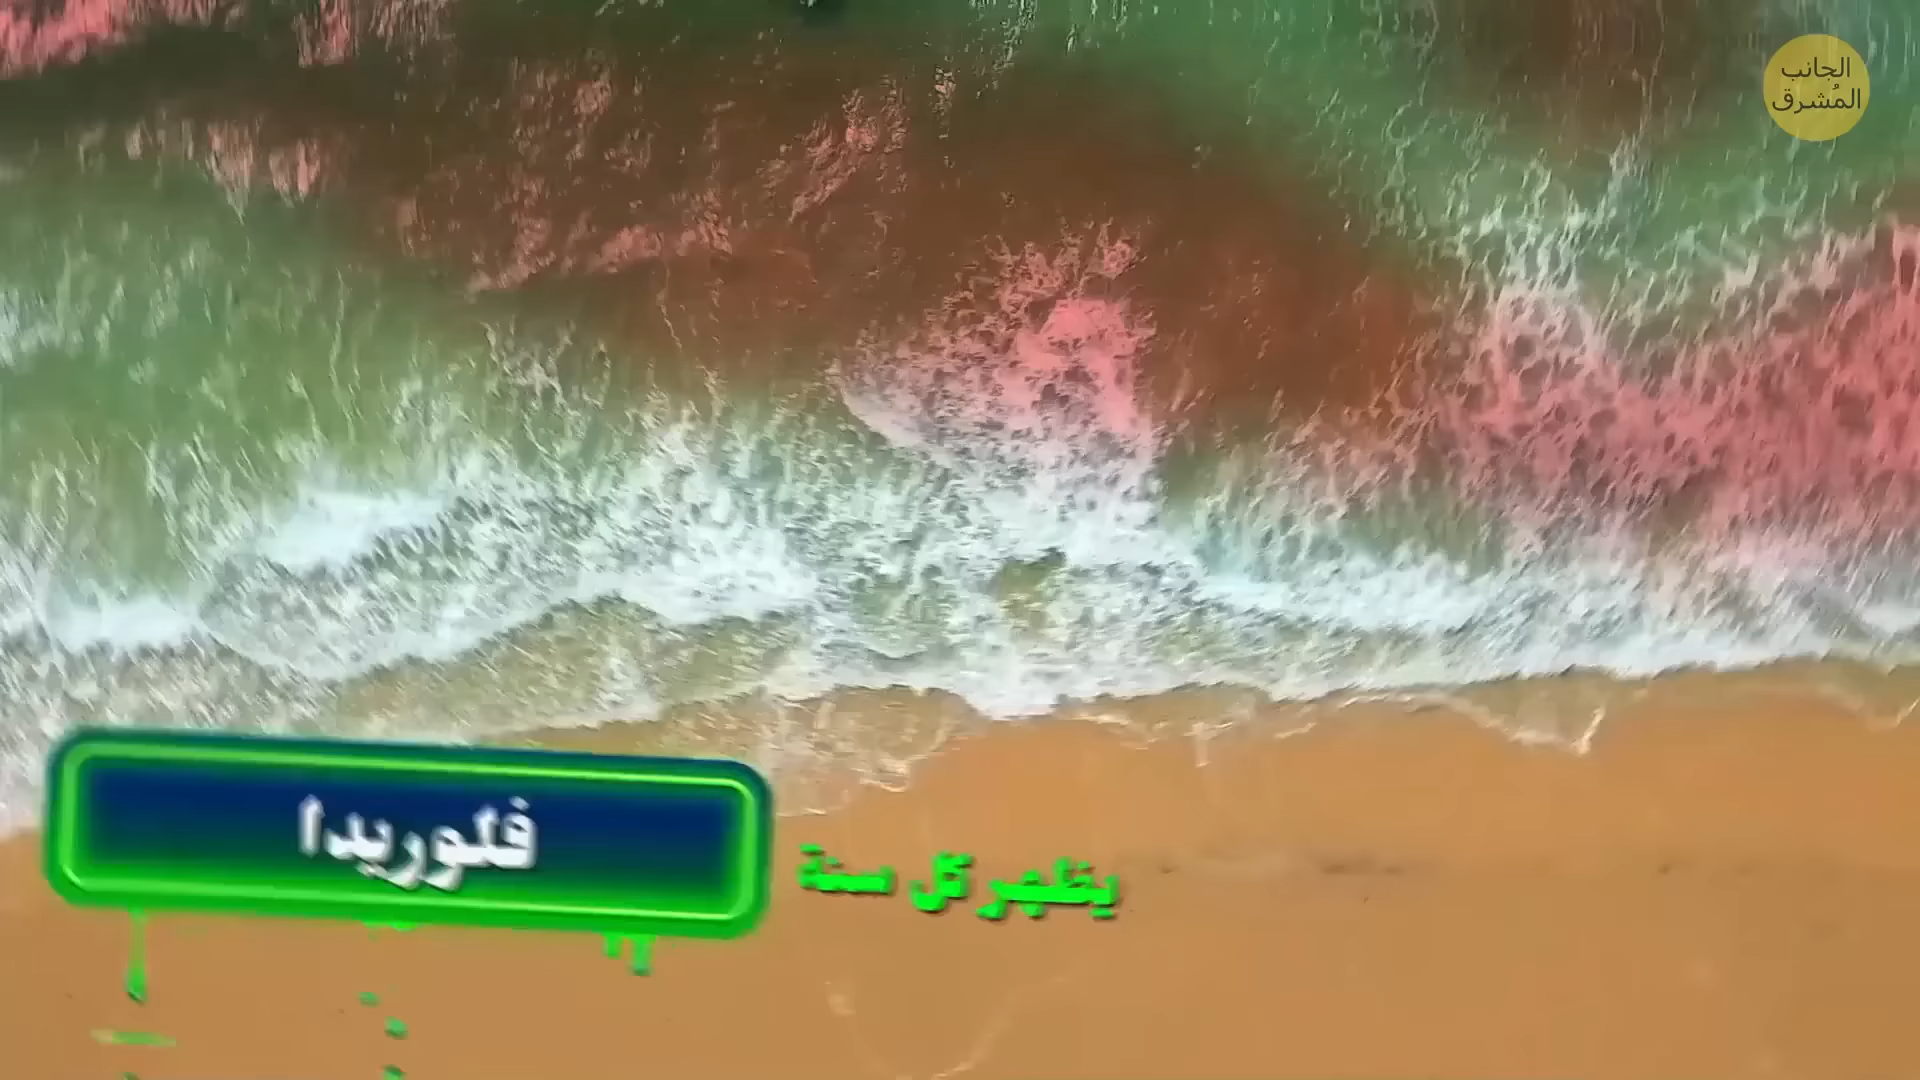 الجانب
المُشرق
فلوريدا
يظهر كل سنة